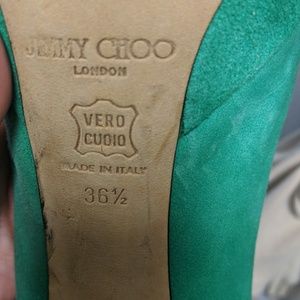 JIMMY CHOO
LONDON
VERO
CUOIO
MADE IN ITALY
36½